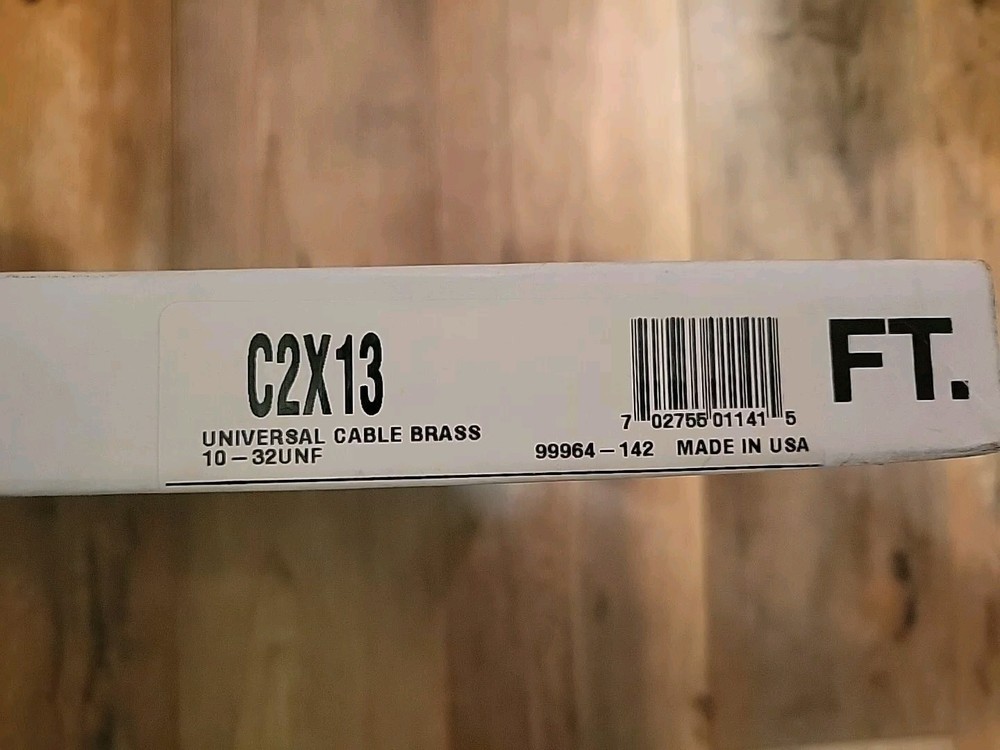 C2X13
UNIVERSAL CABLE BRASS
10-32UNF
7 02755 01141 5
99964-142 MADE IN USA
FT.